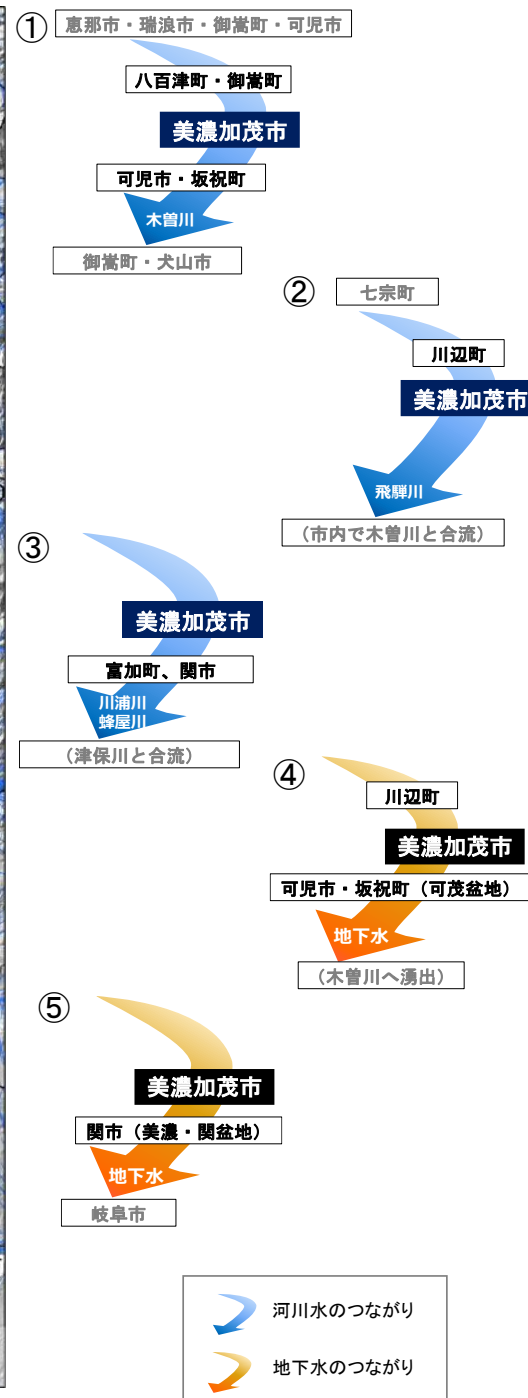 ①
恵那市・瑞浪市・御嵩町・可児市
八百津町・御嵩町
美濃加茂市
可児市・坂祝町
木曽川
御嵩町・犬山市
②
七宗町
川辺町
美濃加茂市
飛騨川
（市内で木曽川と合流）
③
美濃加茂市
富加町、関市
川浦川
蜂屋川
（津保川と合流）
④
川辺町
美濃加茂市
可児市・坂祝町（可茂盆地）
地下水
（木曽川へ湧出）
⑤
美濃加茂市
関市（美濃・関盆地）
地下水
岐阜市
河川水のつながり
地下水のつながり